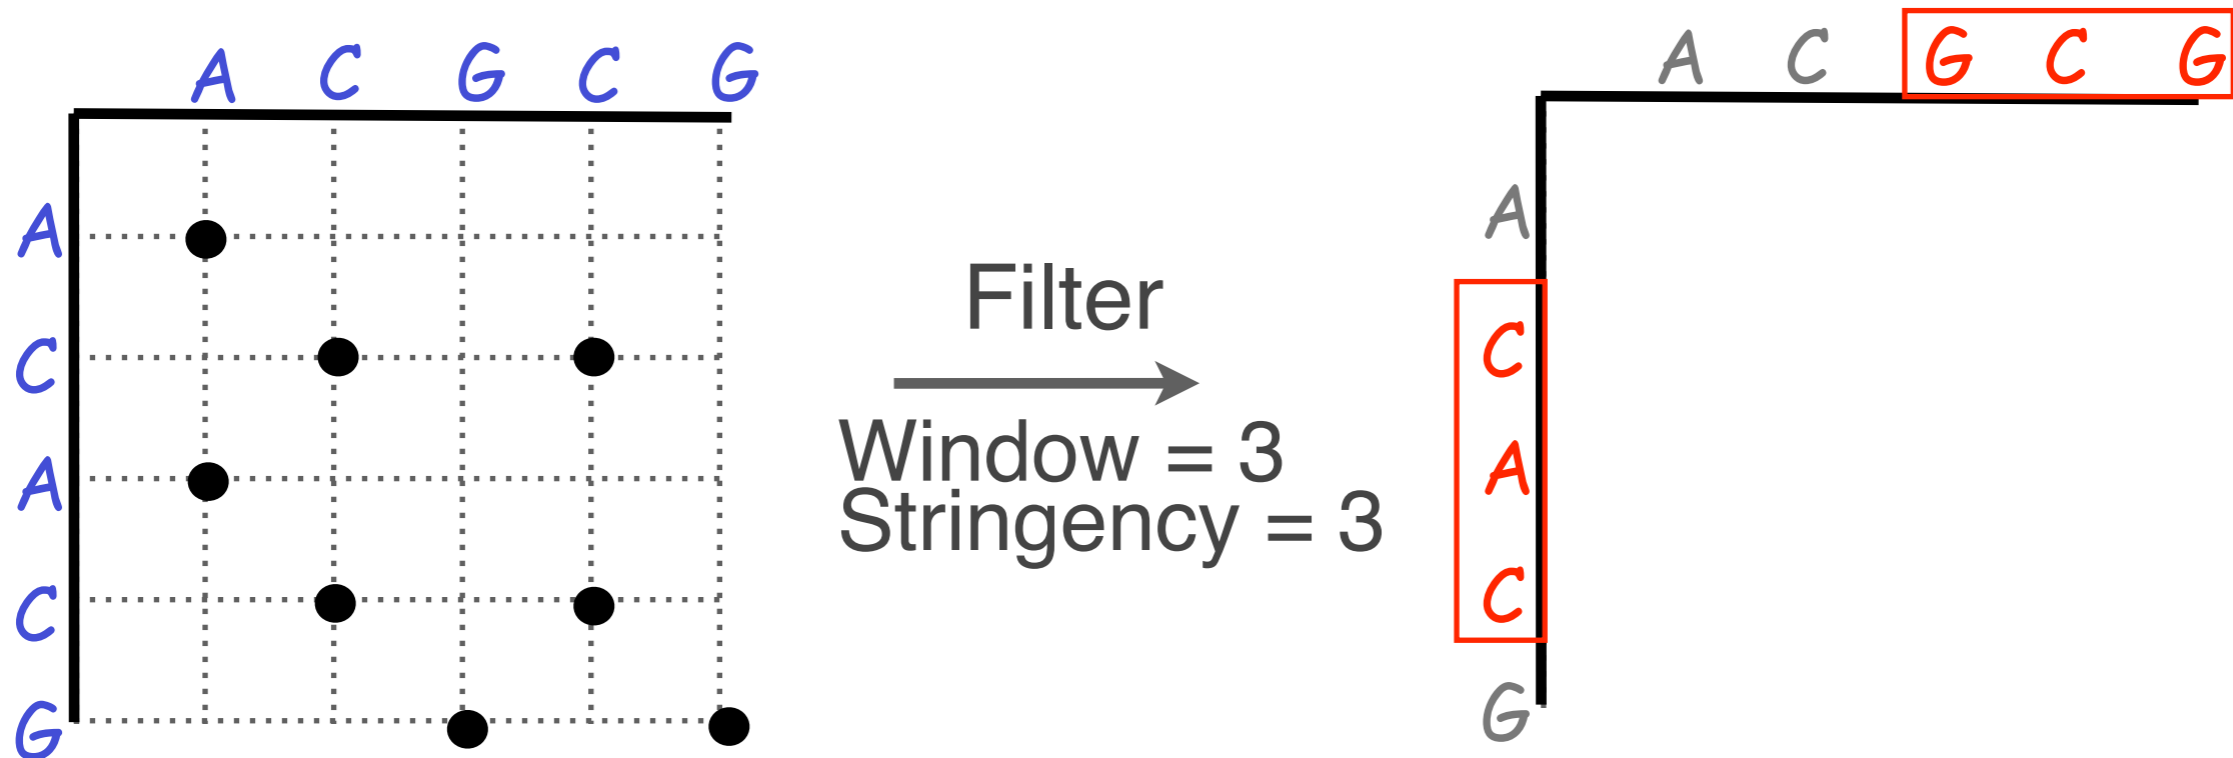 A C G C G
A
C
A
C
G
Filter
Window = 3
Stringency = 3
A C G C G
A
C
A
C
G